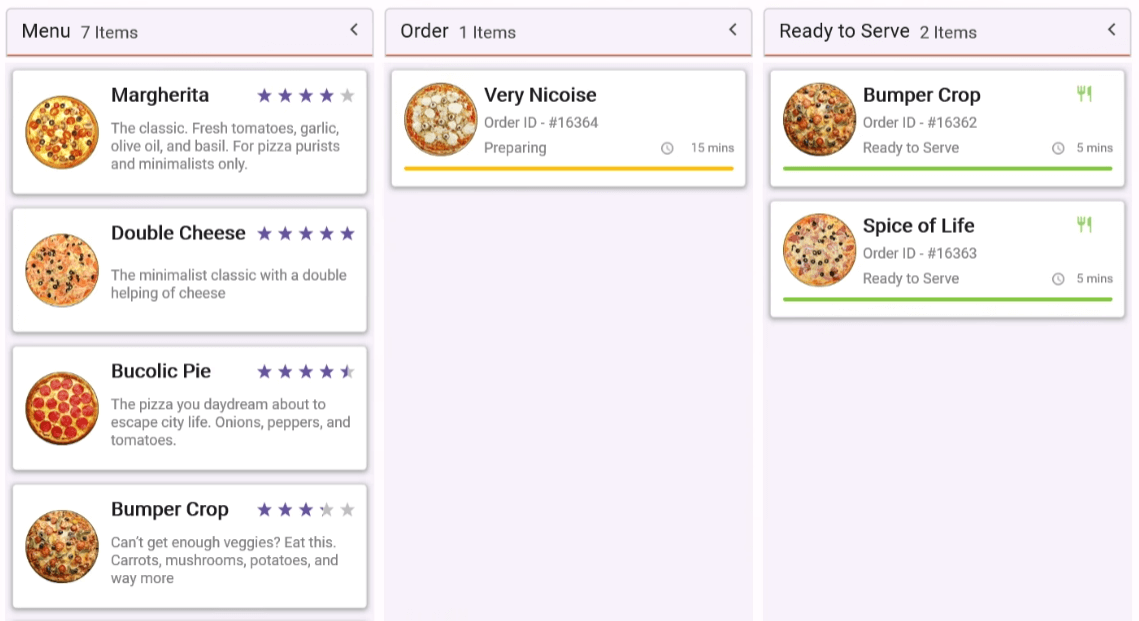 Menu 7 Items
Margherita
The classic. Fresh tomatoes, garlic,
olive oil, and basil. For pizza purists
and minimalists only.
Double Cheese
The minimalist classic with a double
helping of cheese
Bucolic Pie
The pizza you daydream about to
escape city life. Onions, peppers, and
tomatoes.
Bumper Crop
Can't get enough veggies? Eat this.
Carrots, mushrooms, potatoes, and
way more
Order 1 Items
Very Nicoise
Order ID - #16364
Preparing 15 mins
Ready to Serve 2 Items
Bumper Crop
Order ID - #16362
Ready to Serve 5 mins
Spice of Life
Order ID - #16363
Ready to Serve 5 mins